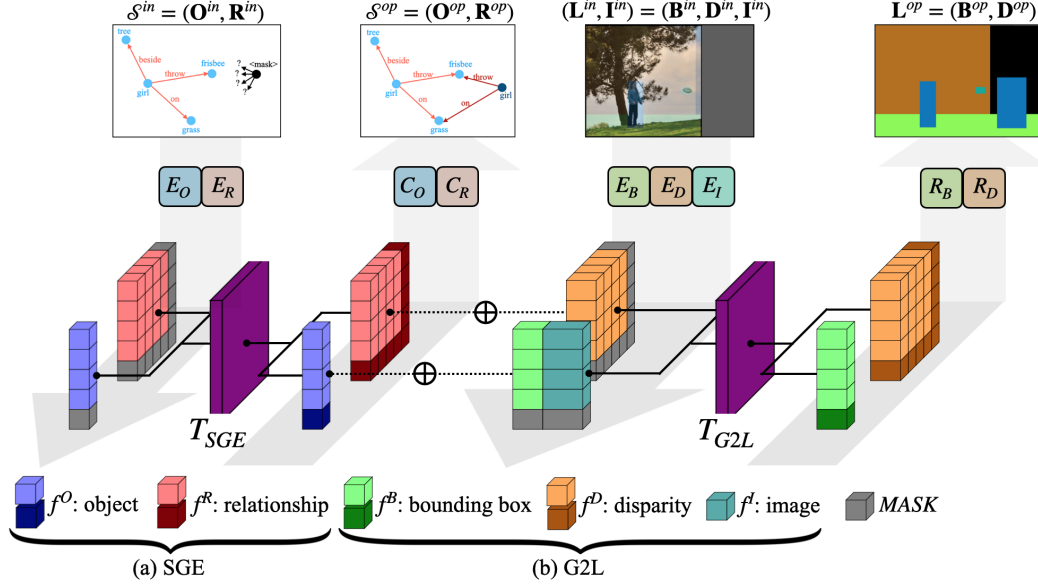 𝒮^in = (O^in, R^in)
𝒮^op = (O^op, R^op)
(L^in, I^in) = (B^in, D^in, I^in)
L^op = (B^op, D^op)
tree
beside
frisbee
throw
girl
on
grass
<mask>
?
?
?
?
tree
beside
frisbee
throw
throw
girl
girl
on
on
grass
E_O E_R
C_O C_R
E_B E_D E_I
R_B R_D
T_SGE
T_G2L
f^O: object
f^R: relationship
f^B: bounding box
f^D: disparity
f^I: image
MASK
(a) SGE
(b) G2L